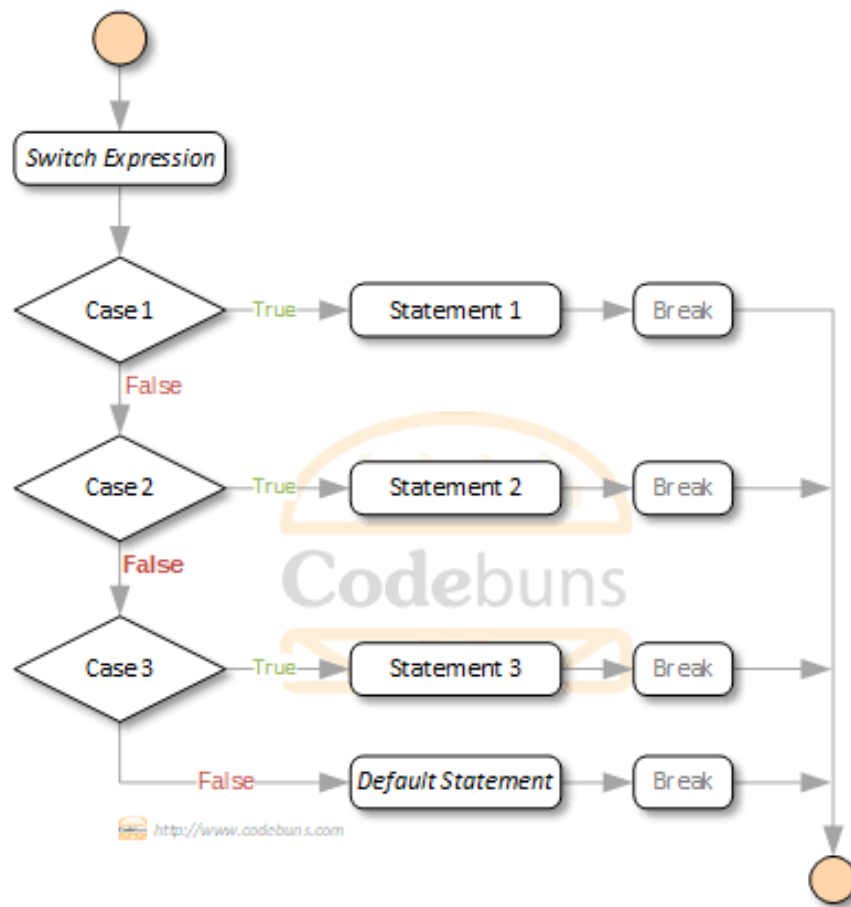 Switch Expression
Case 1
True
Statement 1
Break
False
Case 2
True
Statement 2
Break
False
Codebuns
Case 3
True
Statement 3
Break
False
Default Statement
Break
http://www.codebuns.com